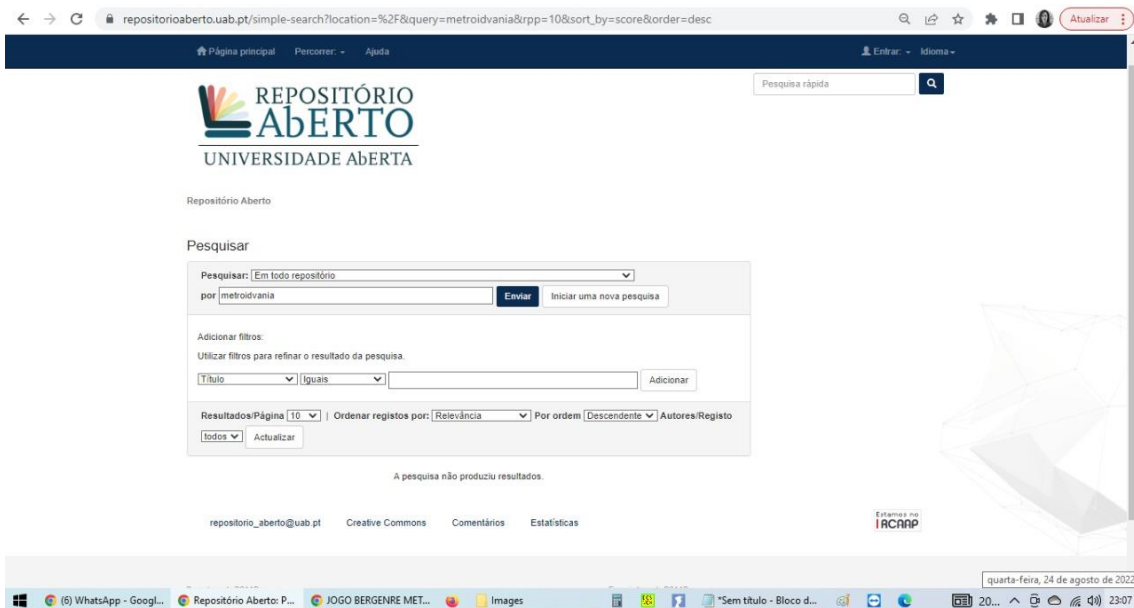 repositorioaberto.uab.pt/simple-search?location=%2F&query=metroidvania&rpp=10&sort_by=score&order=desc
Atualizar
Página principal Percorrer: Ajuda Entrar: Idioma
Pesquisa rápida
REPOSITÓRIO
AbERTO
UNIVERSIDADE AbERTA
Repositório Aberto
Pesquisar
Pesquisar: Em todo repositório
por metroidvania Enviar Iniciar uma nova pesquisa
Adicionar filtros:
Utilizar filtros para refinar o resultado da pesquisa.
Título Iguais Adicionar
Resultados/Página 10 | Ordenar registos por: Relevância Por ordem Descendente Autores/Registo
todos Actualizar
A pesquisa não produziu resultados.
repositorio_aberto@uab.pt Creative Commons Comentários Estatísticas
Estamos no
RCAAP
quarta-feira, 24 de agosto de 2022
(6) WhatsApp - Googl... Repositório Aberto: P... JOGO BERGENRE MET... Images *Sem título - Bloco d... 20... 23:07